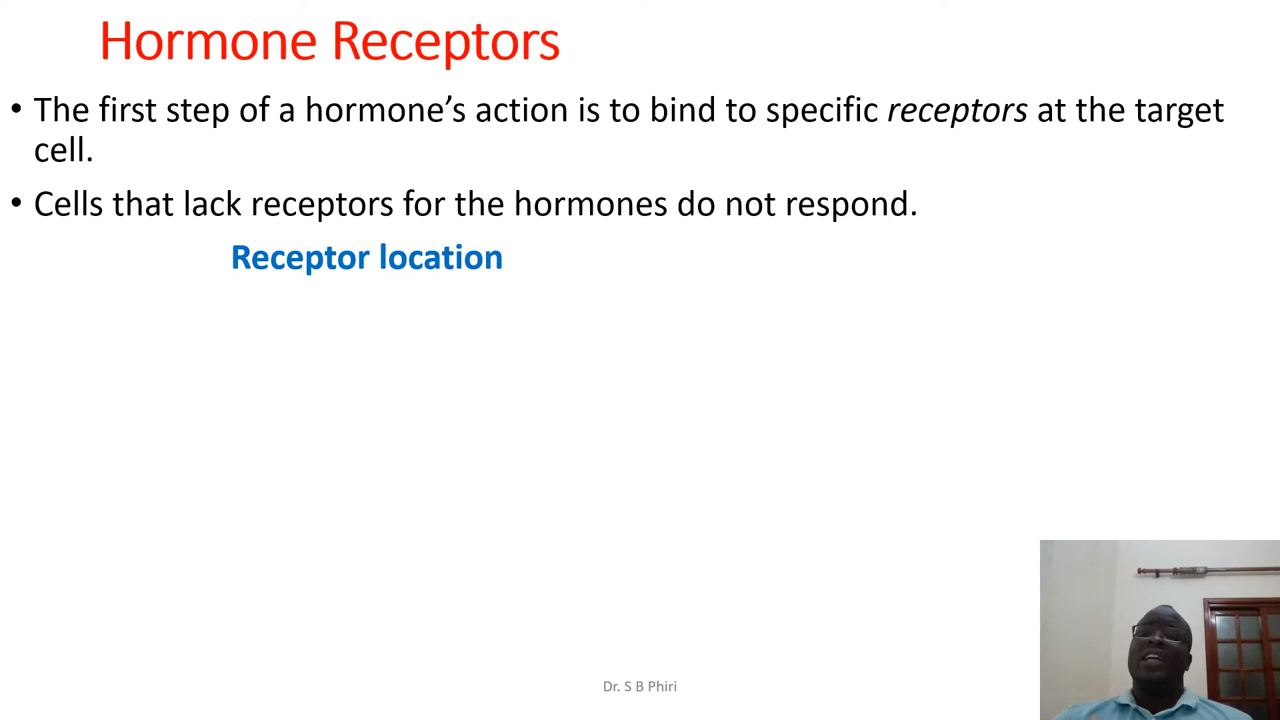 Hormone Receptors
• The first step of a hormone’s action is to bind to specific receptors at the target
cell.
• Cells that lack receptors for the hormones do not respond.
Receptor location
Dr. S B Phiri